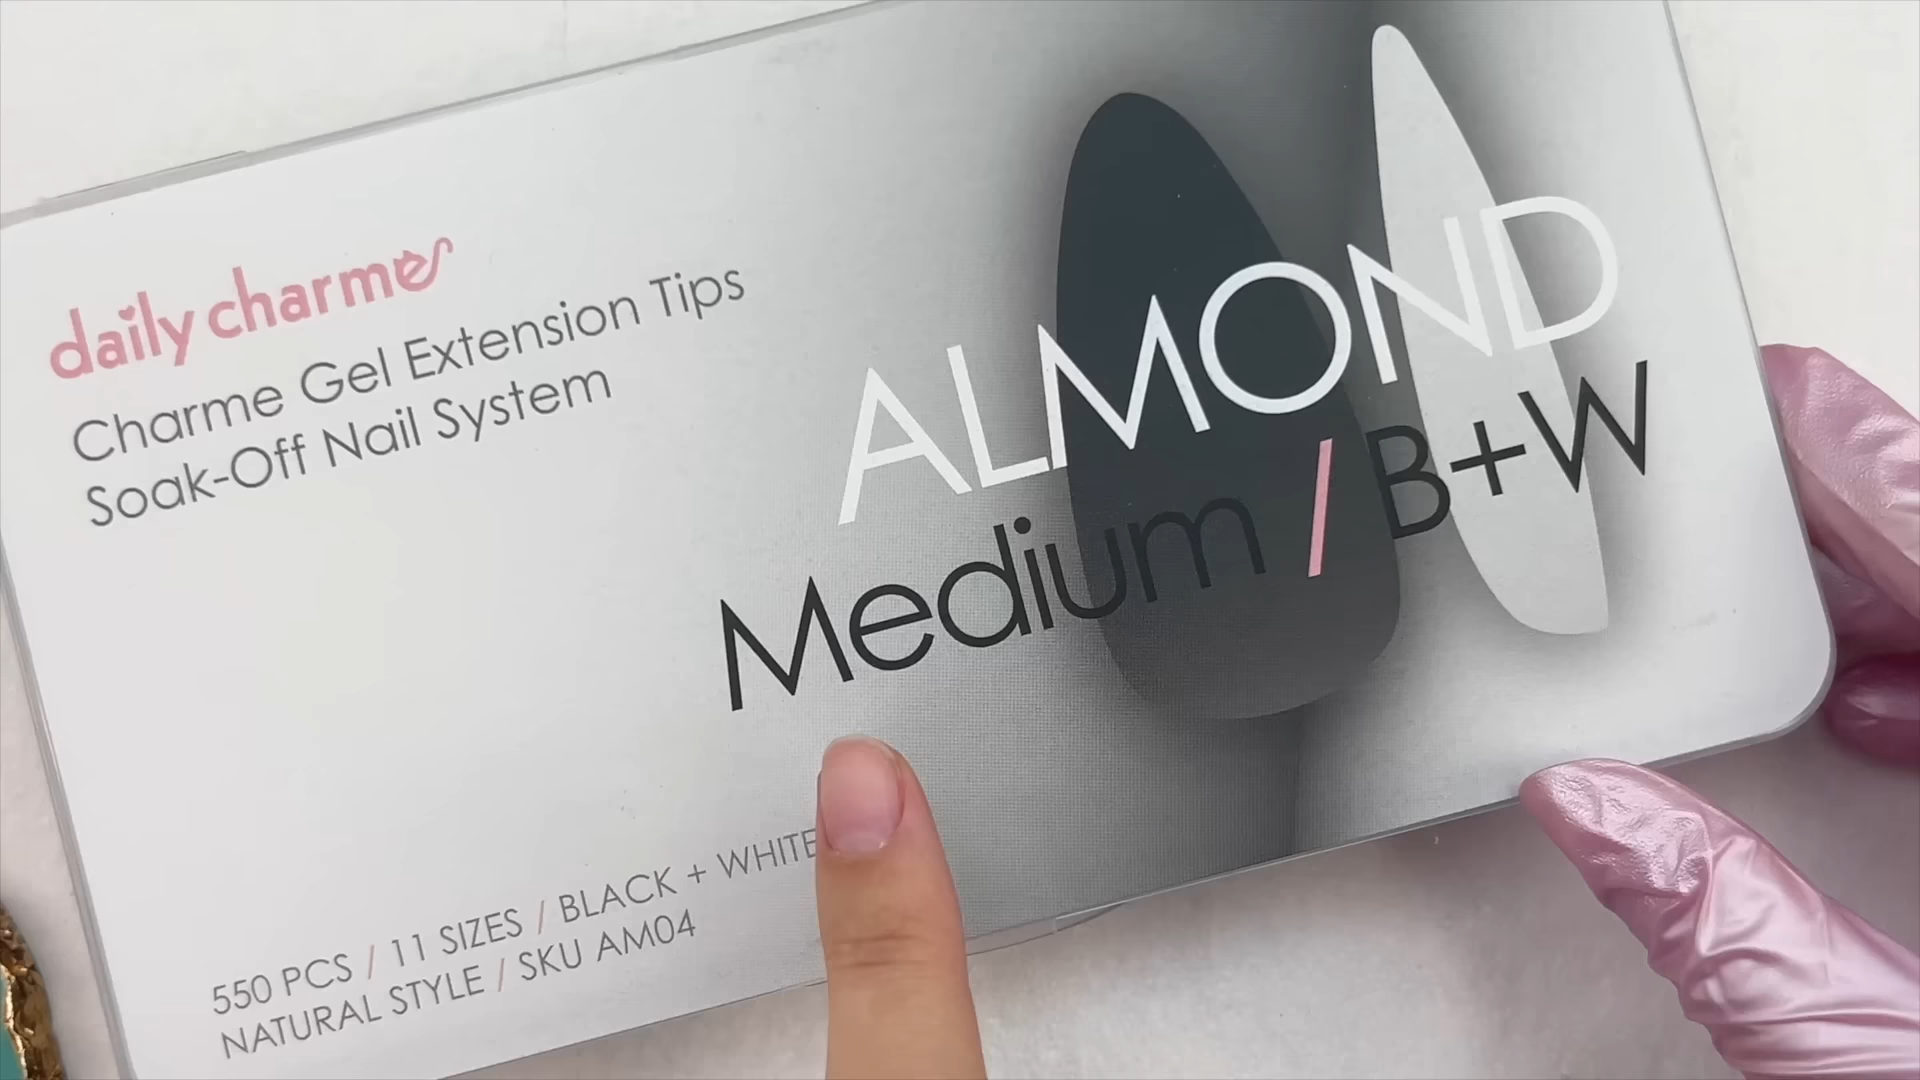 daily charme
Charme Gel Extension Tips
Soak-Off Nail System
ALMOND
Medium / B+W
550 PCS / 11 SIZES / BLACK + WHITE
NATURAL STYLE / SKU AM04